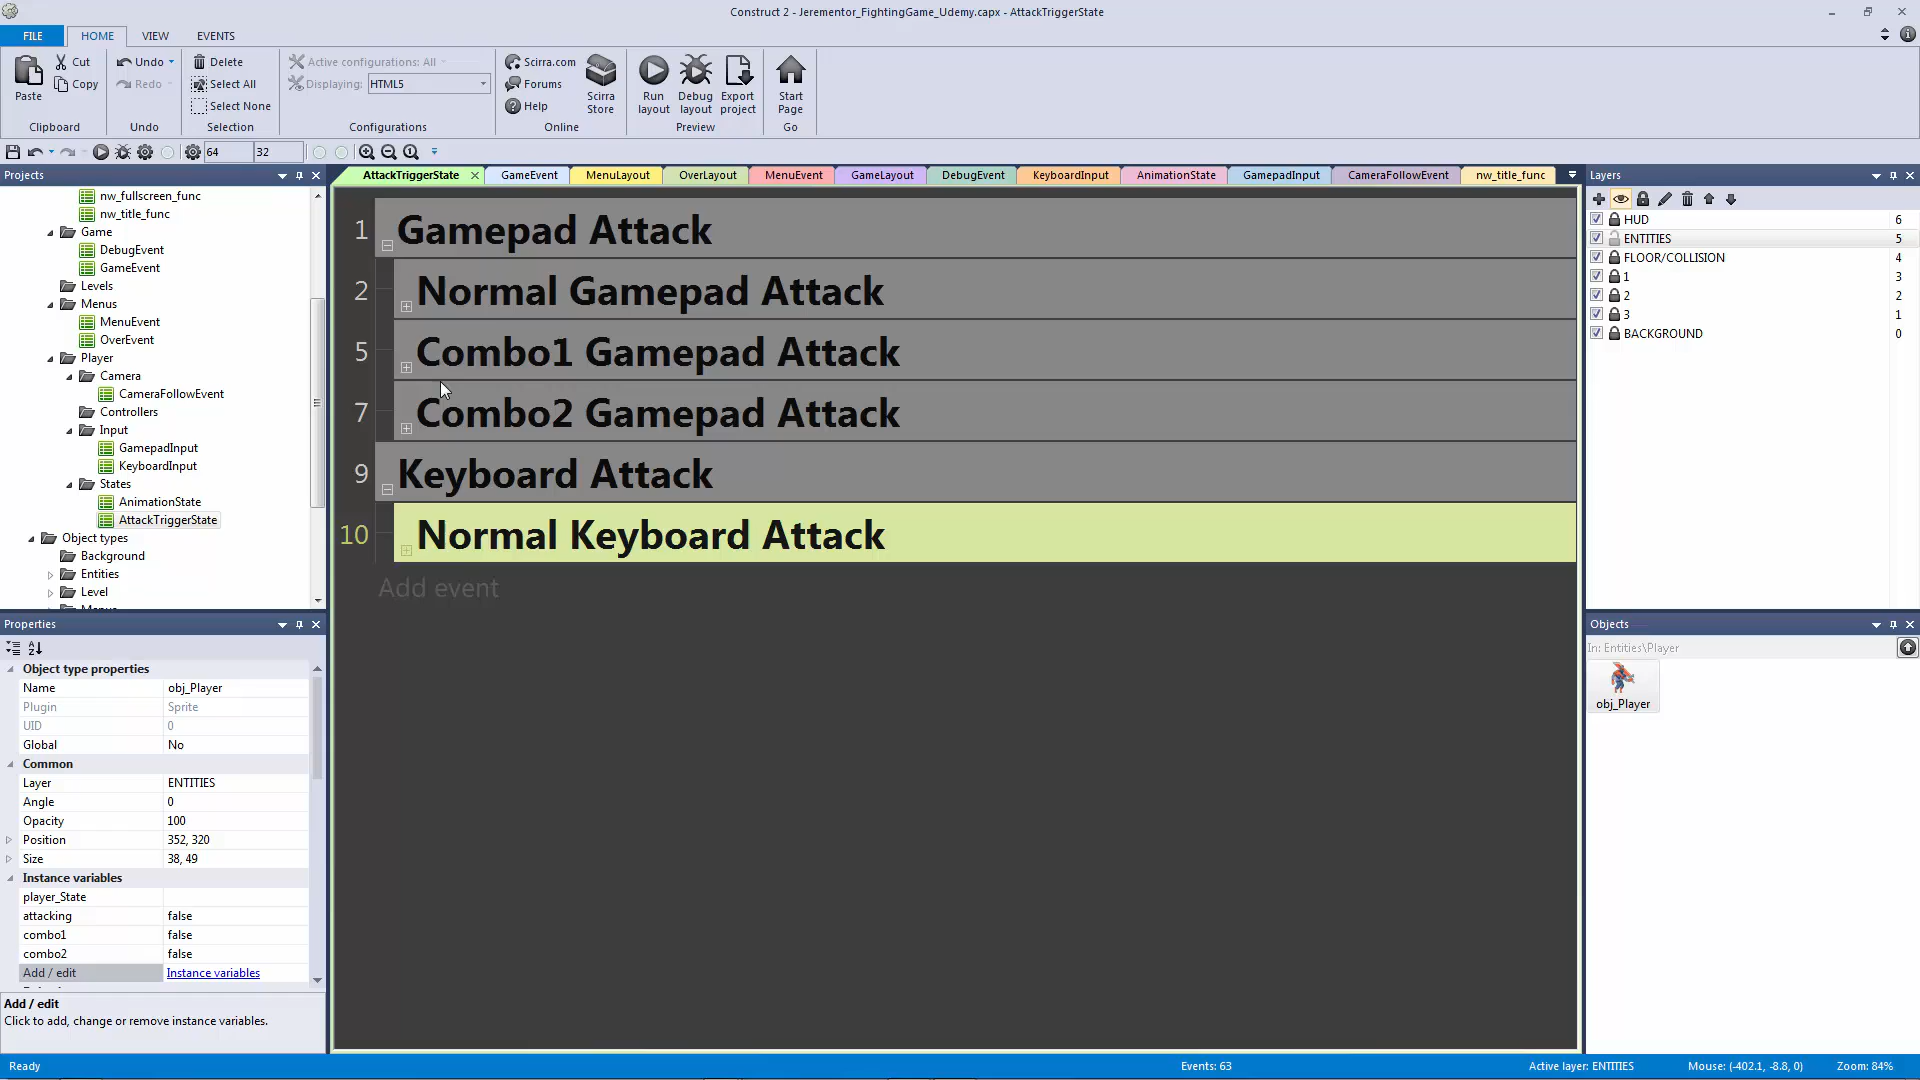 Construct 2 - Jerementor_FightingGame_Udemy.capx - AttackTriggerState
FILE HOME VIEW EVENTS
Paste Cut Copy
Undo Redo
Delete Select All Select None
Active configurations: All
Displaying: HTML5
Scirra.com Forums Help
Scirra Store
Run layout
Debug layout
Export project
Start Page
Clipboard Undo Selection Configurations Online Preview Go
64 32
Projects
nw_fullscreen_func
nw_title_func
Game
DebugEvent
GameEvent
Levels
Menus
MenuEvent
OverEvent
Player
Camera
CameraFollowEvent
Controllers
Input
GamepadInput
KeyboardInput
States
AnimationState
AttackTriggerState
Object types
Background
Entities
Level
AttackTriggerState GameEvent MenuLayout OverLayout MenuEvent GameLayout DebugEvent KeyboardInput AnimationState GamepadInput CameraFollowEvent nw_title_func
1 Gamepad Attack
2 Normal Gamepad Attack
5 Combo1 Gamepad Attack
7 Combo2 Gamepad Attack
9 Keyboard Attack
10 Normal Keyboard Attack
Add event
Layers
HUD 6
ENTITIES 5
FLOOR/COLLISION 4
1 3
2 2
3 1
BACKGROUND 0
Properties
Object type properties
Name obj_Player
Plugin Sprite
UID 0
Global No
Common
Layer ENTITIES
Angle 0
Opacity 100
Position 352, 320
Size 38, 49
Instance variables
player_State
attacking false
combo1 false
combo2 false
Add / edit Instance variables
Add / edit
Click to add, change or remove instance variables.
Objects
In: Entities\Player
obj_Player
Ready
Events: 63
Active layer: ENTITIES
Mouse: (-402.1, -8.8, 0)
Zoom: 84%